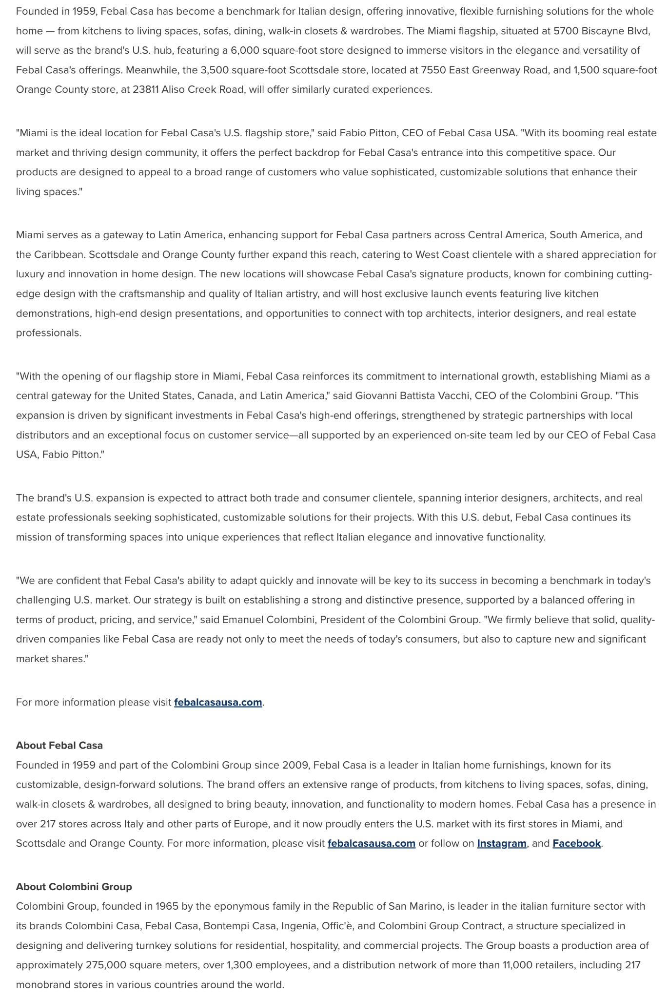 Founded in 1959, Febal Casa has become a benchmark for Italian design, offering innovative, flexible furnishing solutions for the whole
home — from kitchens to living spaces, sofas, dining, walk-in closets & wardrobes. The Miami flagship, situated at 5700 Biscayne Blvd,
will serve as the brand's U.S. hub, featuring a 6,000 square-foot store designed to immerse visitors in the elegance and versatility of
Febal Casa's offerings. Meanwhile, the 3,500 square-foot Scottsdale store, located at 7550 East Greenway Road, and 1,500 square-foot
Orange County store, at 23811 Aliso Creek Road, will offer similarly curated experiences.
"Miami is the ideal location for Febal Casa's U.S. flagship store," said Fabio Pitton, CEO of Febal Casa USA. "With its booming real estate
market and thriving design community, it offers the perfect backdrop for Febal Casa's entrance into this competitive space. Our
products are designed to appeal to a broad range of customers who value sophisticated, customizable solutions that enhance their
living spaces."
Miami serves as a gateway to Latin America, enhancing support for Febal Casa partners across Central America, South America, and
the Caribbean. Scottsdale and Orange County further expand this reach, catering to West Coast clientele with a shared appreciation for
luxury and innovation in home design. The new locations will showcase Febal Casa's signature products, known for combining cutting-
edge design with the craftsmanship and quality of Italian artistry, and will host exclusive launch events featuring live kitchen
demonstrations, high-end design presentations, and opportunities to connect with top architects, interior designers, and real estate
professionals.
"With the opening of our flagship store in Miami, Febal Casa reinforces its commitment to international growth, establishing Miami as a
central gateway for the United States, Canada, and Latin America," said Giovanni Battista Vacchi, CEO of the Colombini Group. "This
expansion is driven by significant investments in Febal Casa's high-end offerings, strengthened by strategic partnerships with local
distributors and an exceptional focus on customer service—all supported by an experienced on-site team led by our CEO of Febal Casa
USA, Fabio Pitton."
The brand's U.S. expansion is expected to attract both trade and consumer clientele, spanning interior designers, architects, and real
estate professionals seeking sophisticated, customizable solutions for their projects. With this U.S. debut, Febal Casa continues its
mission of transforming spaces into unique experiences that reflect Italian elegance and innovative functionality.
"We are confident that Febal Casa's ability to adapt quickly and innovate will be key to its success in becoming a benchmark in today's
challenging U.S. market. Our strategy is built on establishing a strong and distinctive presence, supported by a balanced offering in
terms of product, pricing, and service," said Emanuel Colombini, President of the Colombini Group. "We firmly believe that solid, quality-
driven companies like Febal Casa are ready not only to meet the needs of today's consumers, but also to capture new and significant
market shares."
For more information please visit febalcasausa.com.
About Febal Casa
Founded in 1959 and part of the Colombini Group since 2009, Febal Casa is a leader in Italian home furnishings, known for its
customizable, design-forward solutions. The brand offers an extensive range of products, from kitchens to living spaces, sofas, dining,
walk-in closets & wardrobes, all designed to bring beauty, innovation, and functionality to modern homes. Febal Casa has a presence in
over 217 stores across Italy and other parts of Europe, and it now proudly enters the U.S. market with its first stores in Miami, and
Scottsdale and Orange County. For more information, please visit febalcasausa.com or follow on Instagram, and Facebook.
About Colombini Group
Colombini Group, founded in 1965 by the eponymous family in the Republic of San Marino, is leader in the italian furniture sector with
its brands Colombini Casa, Febal Casa, Bontempi Casa, Ingenia, Offic'è, and Colombini Group Contract, a structure specialized in
designing and delivering turnkey solutions for residential, hospitality, and commercial projects. The Group boasts a production area of
approximately 275,000 square meters, over 1,300 employees, and a distribution network of more than 11,000 retailers, including 217
monobrand stores in various countries around the world.